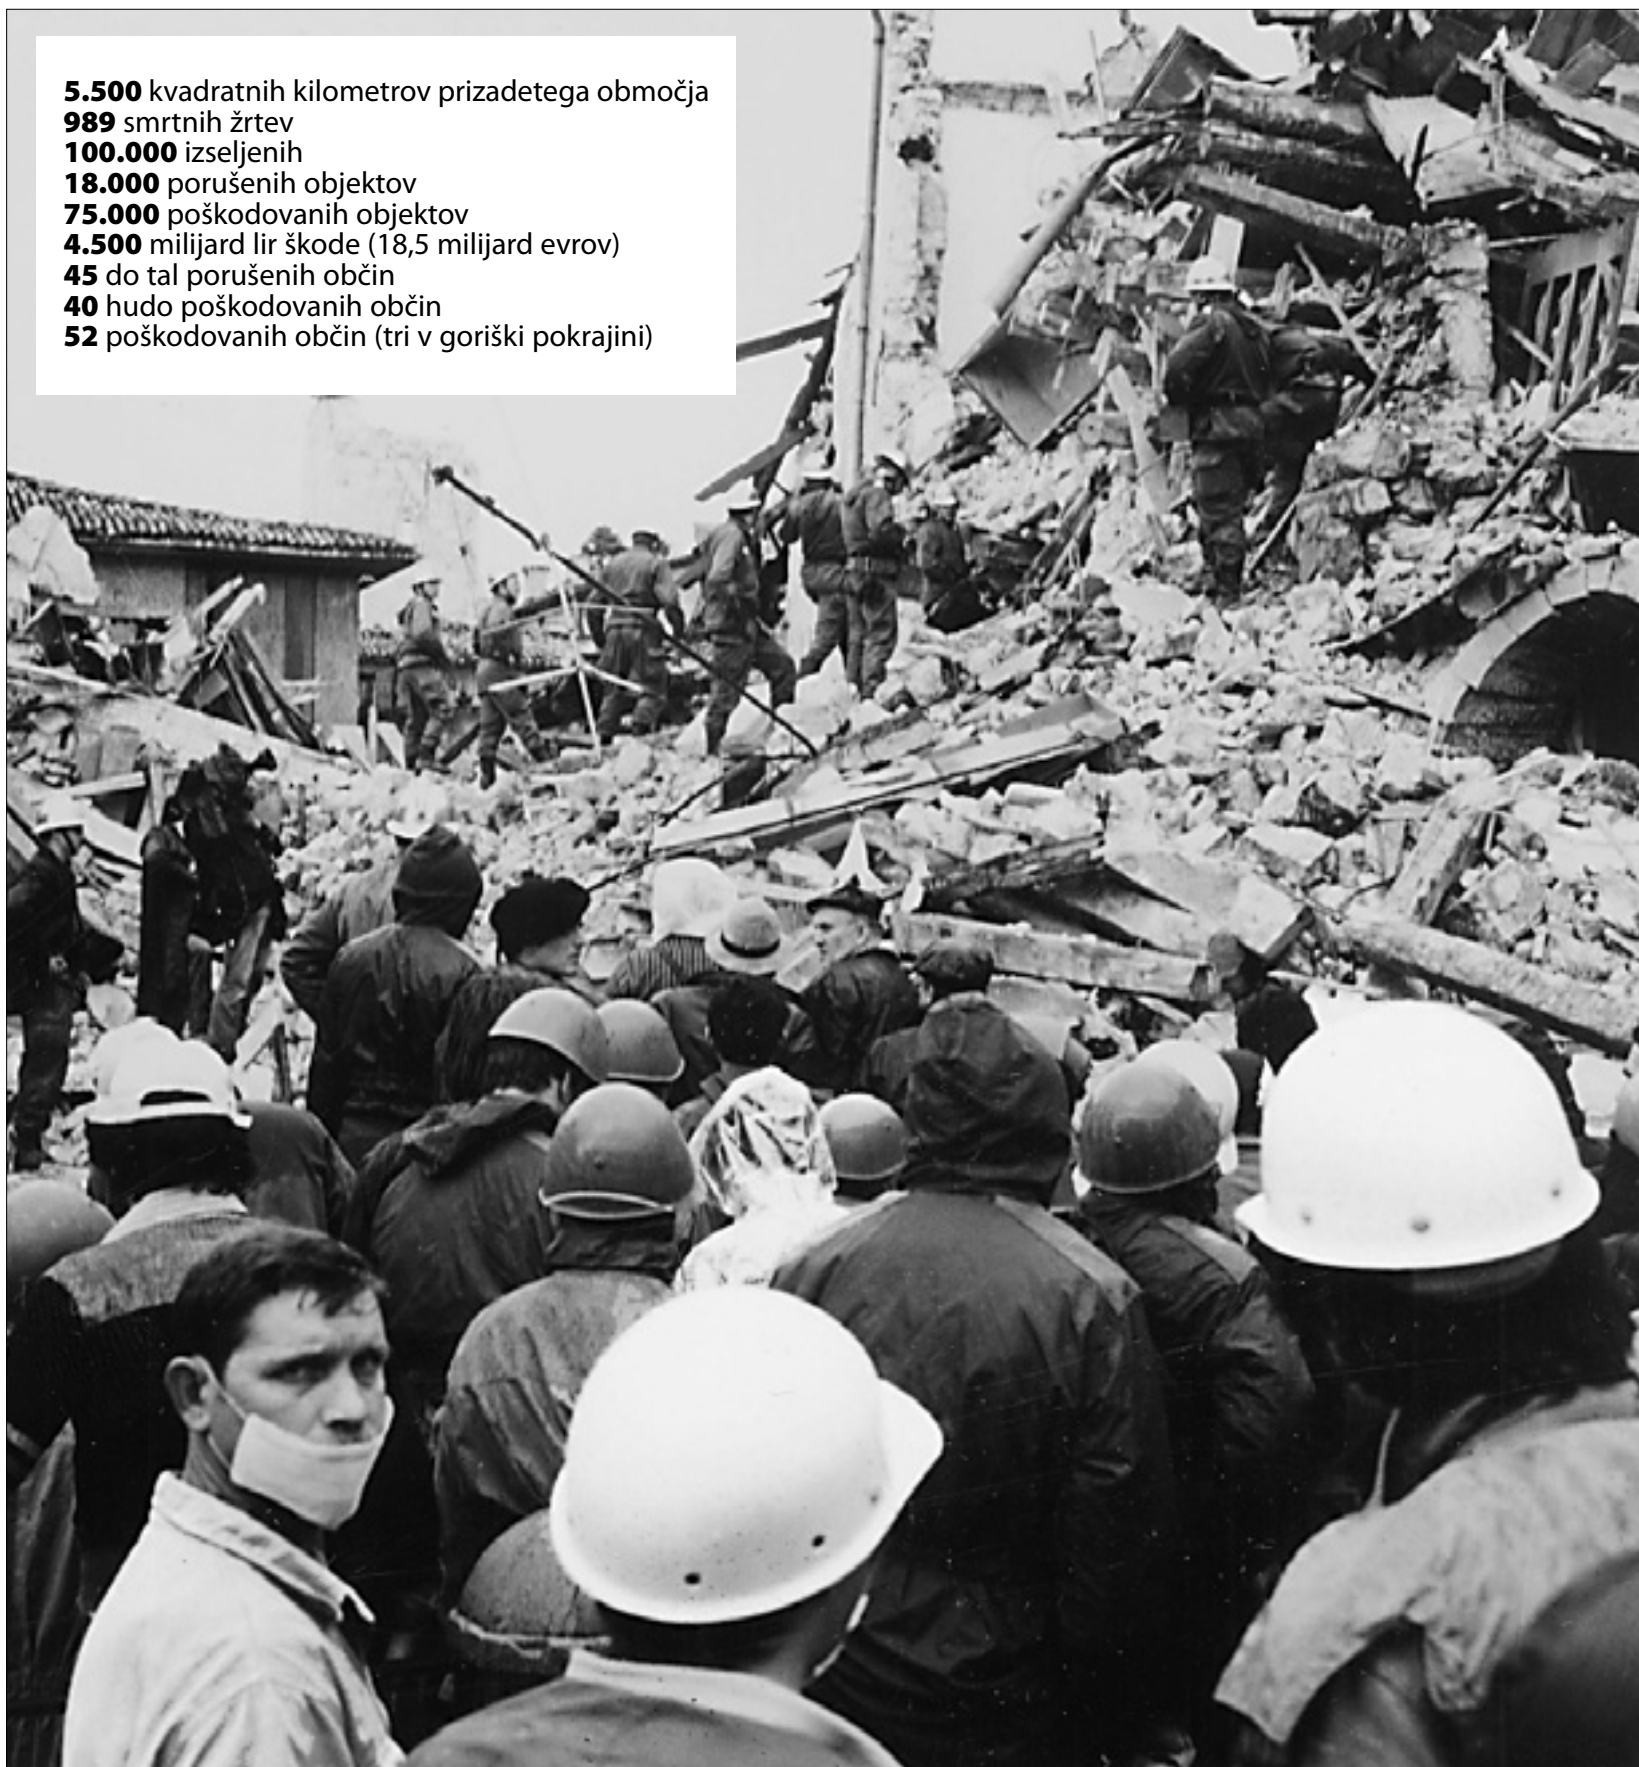 5.500 kvadratnih kilometrov prizadetega območja
989 smrtnih žrtev
100.000 izseljenih
18.000 porušenih objektov
75.000 poškodovanih objektov
4.500 milijard lir škode (18,5 milijard evrov)
45 do tal porušenih občin
40 hudo poškodovanih občin
52 poškodovanih občin (tri v goriški pokrajini)